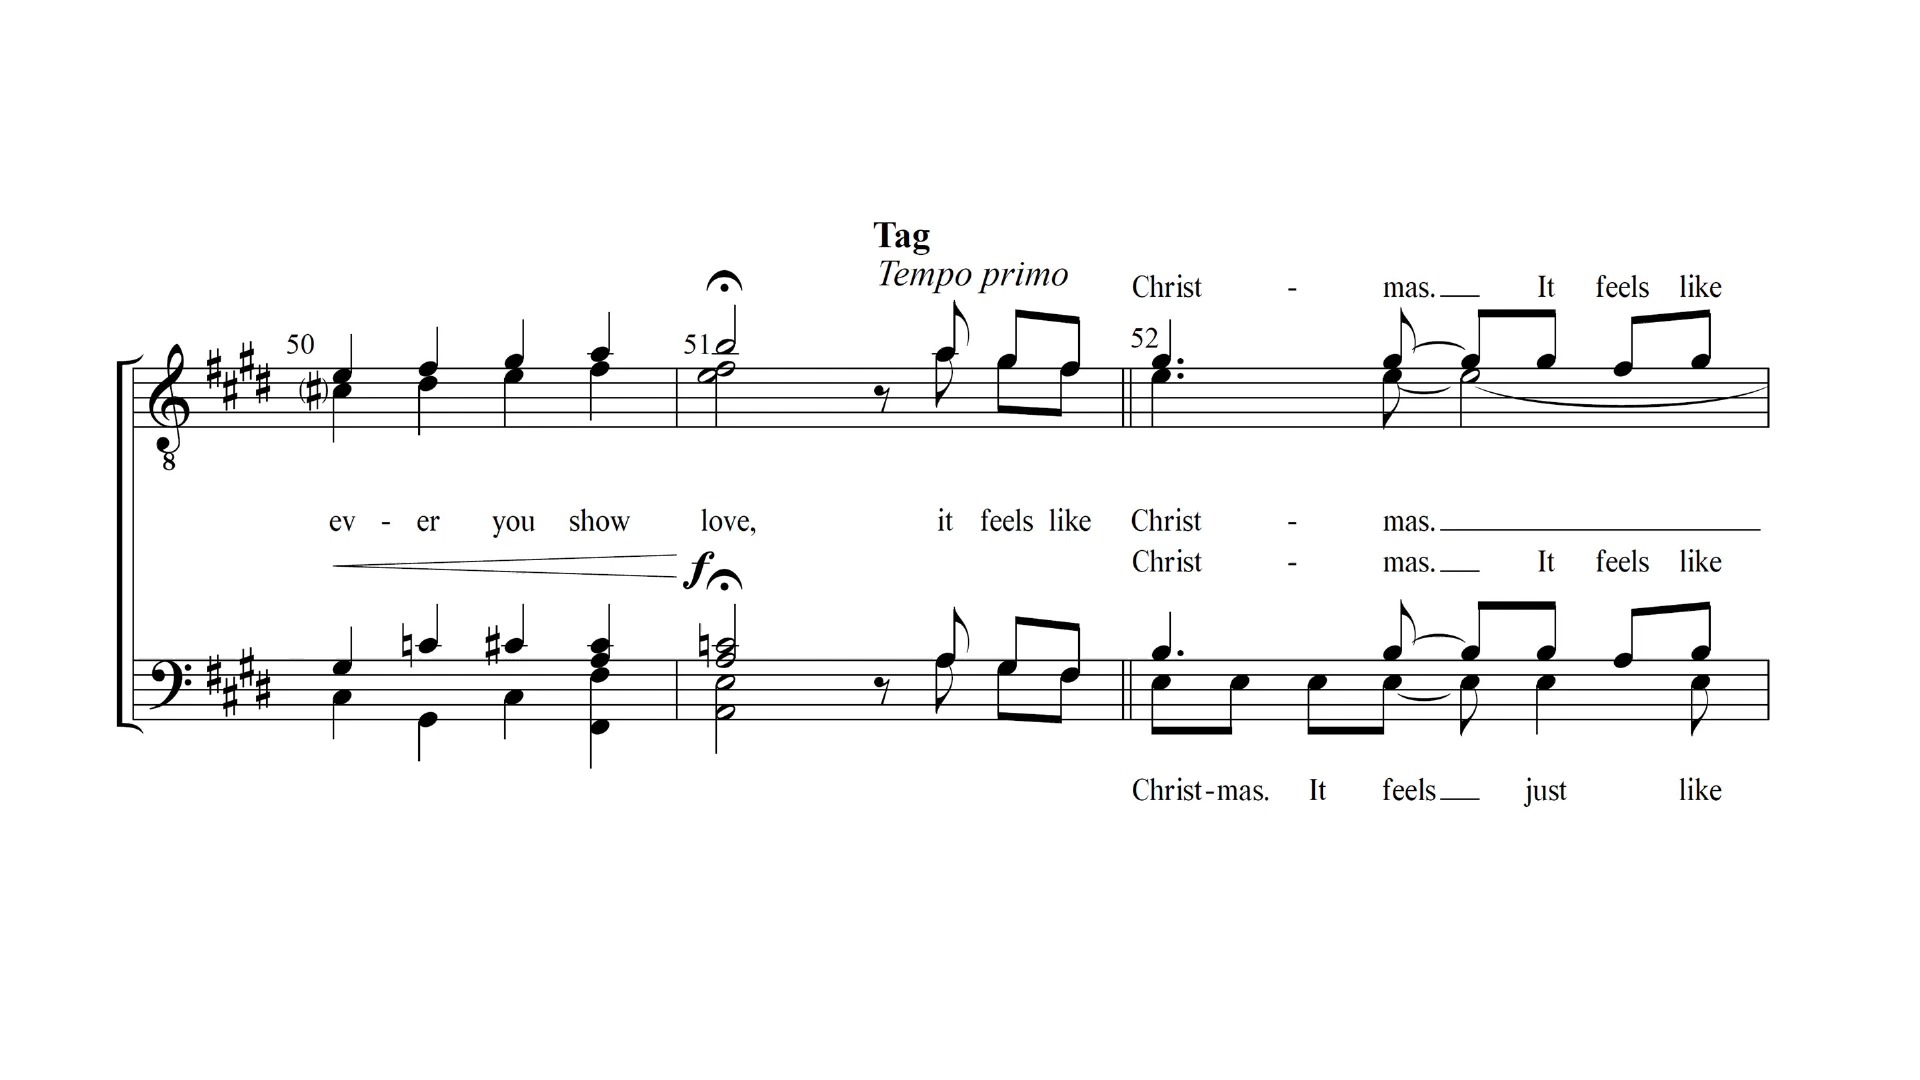 Tag
Tempo primo
Christ - mas. It feels like
50 51 52
8
ev - er you show love, it feels like Christ - mas.
f
Christ - mas. It feels like
Christ-mas. It feels just like